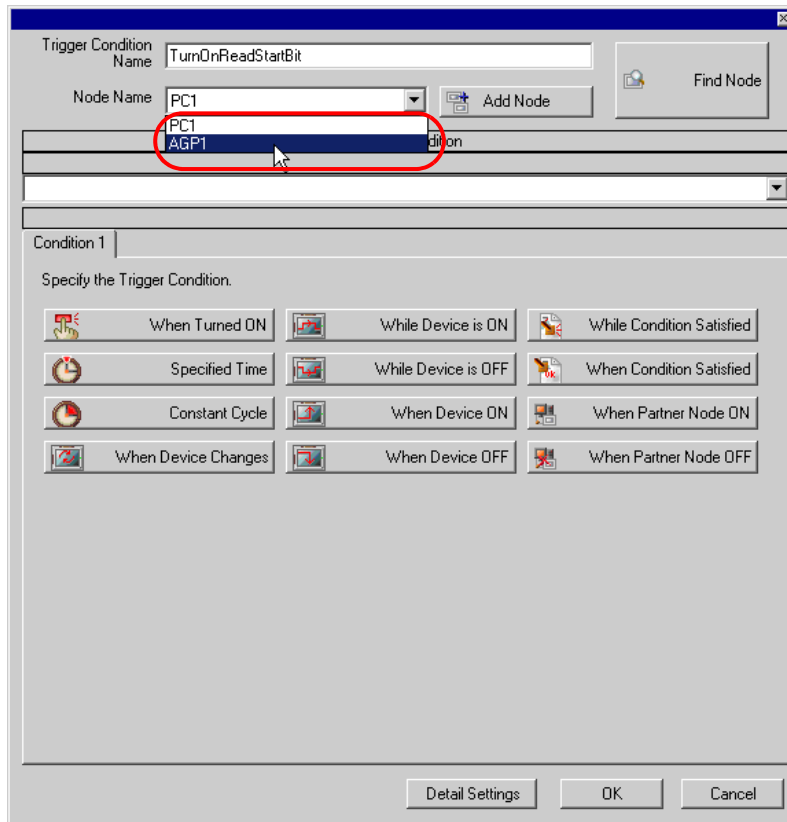 Trigger Condition
Name
TurnOnReadStartBit
Find Node
Node Name
PC1
Add Node
PC1
AGP1
dition
Condition 1
Specify the Trigger Condition.
When Turned ON
While Device is ON
While Condition Satisfied
Specified Time
While Device is OFF
When Condition Satisfied
Constant Cycle
When Device ON
When Partner Node ON
When Device Changes
When Device OFF
When Partner Node OFF
Detail Settings
OK
Cancel